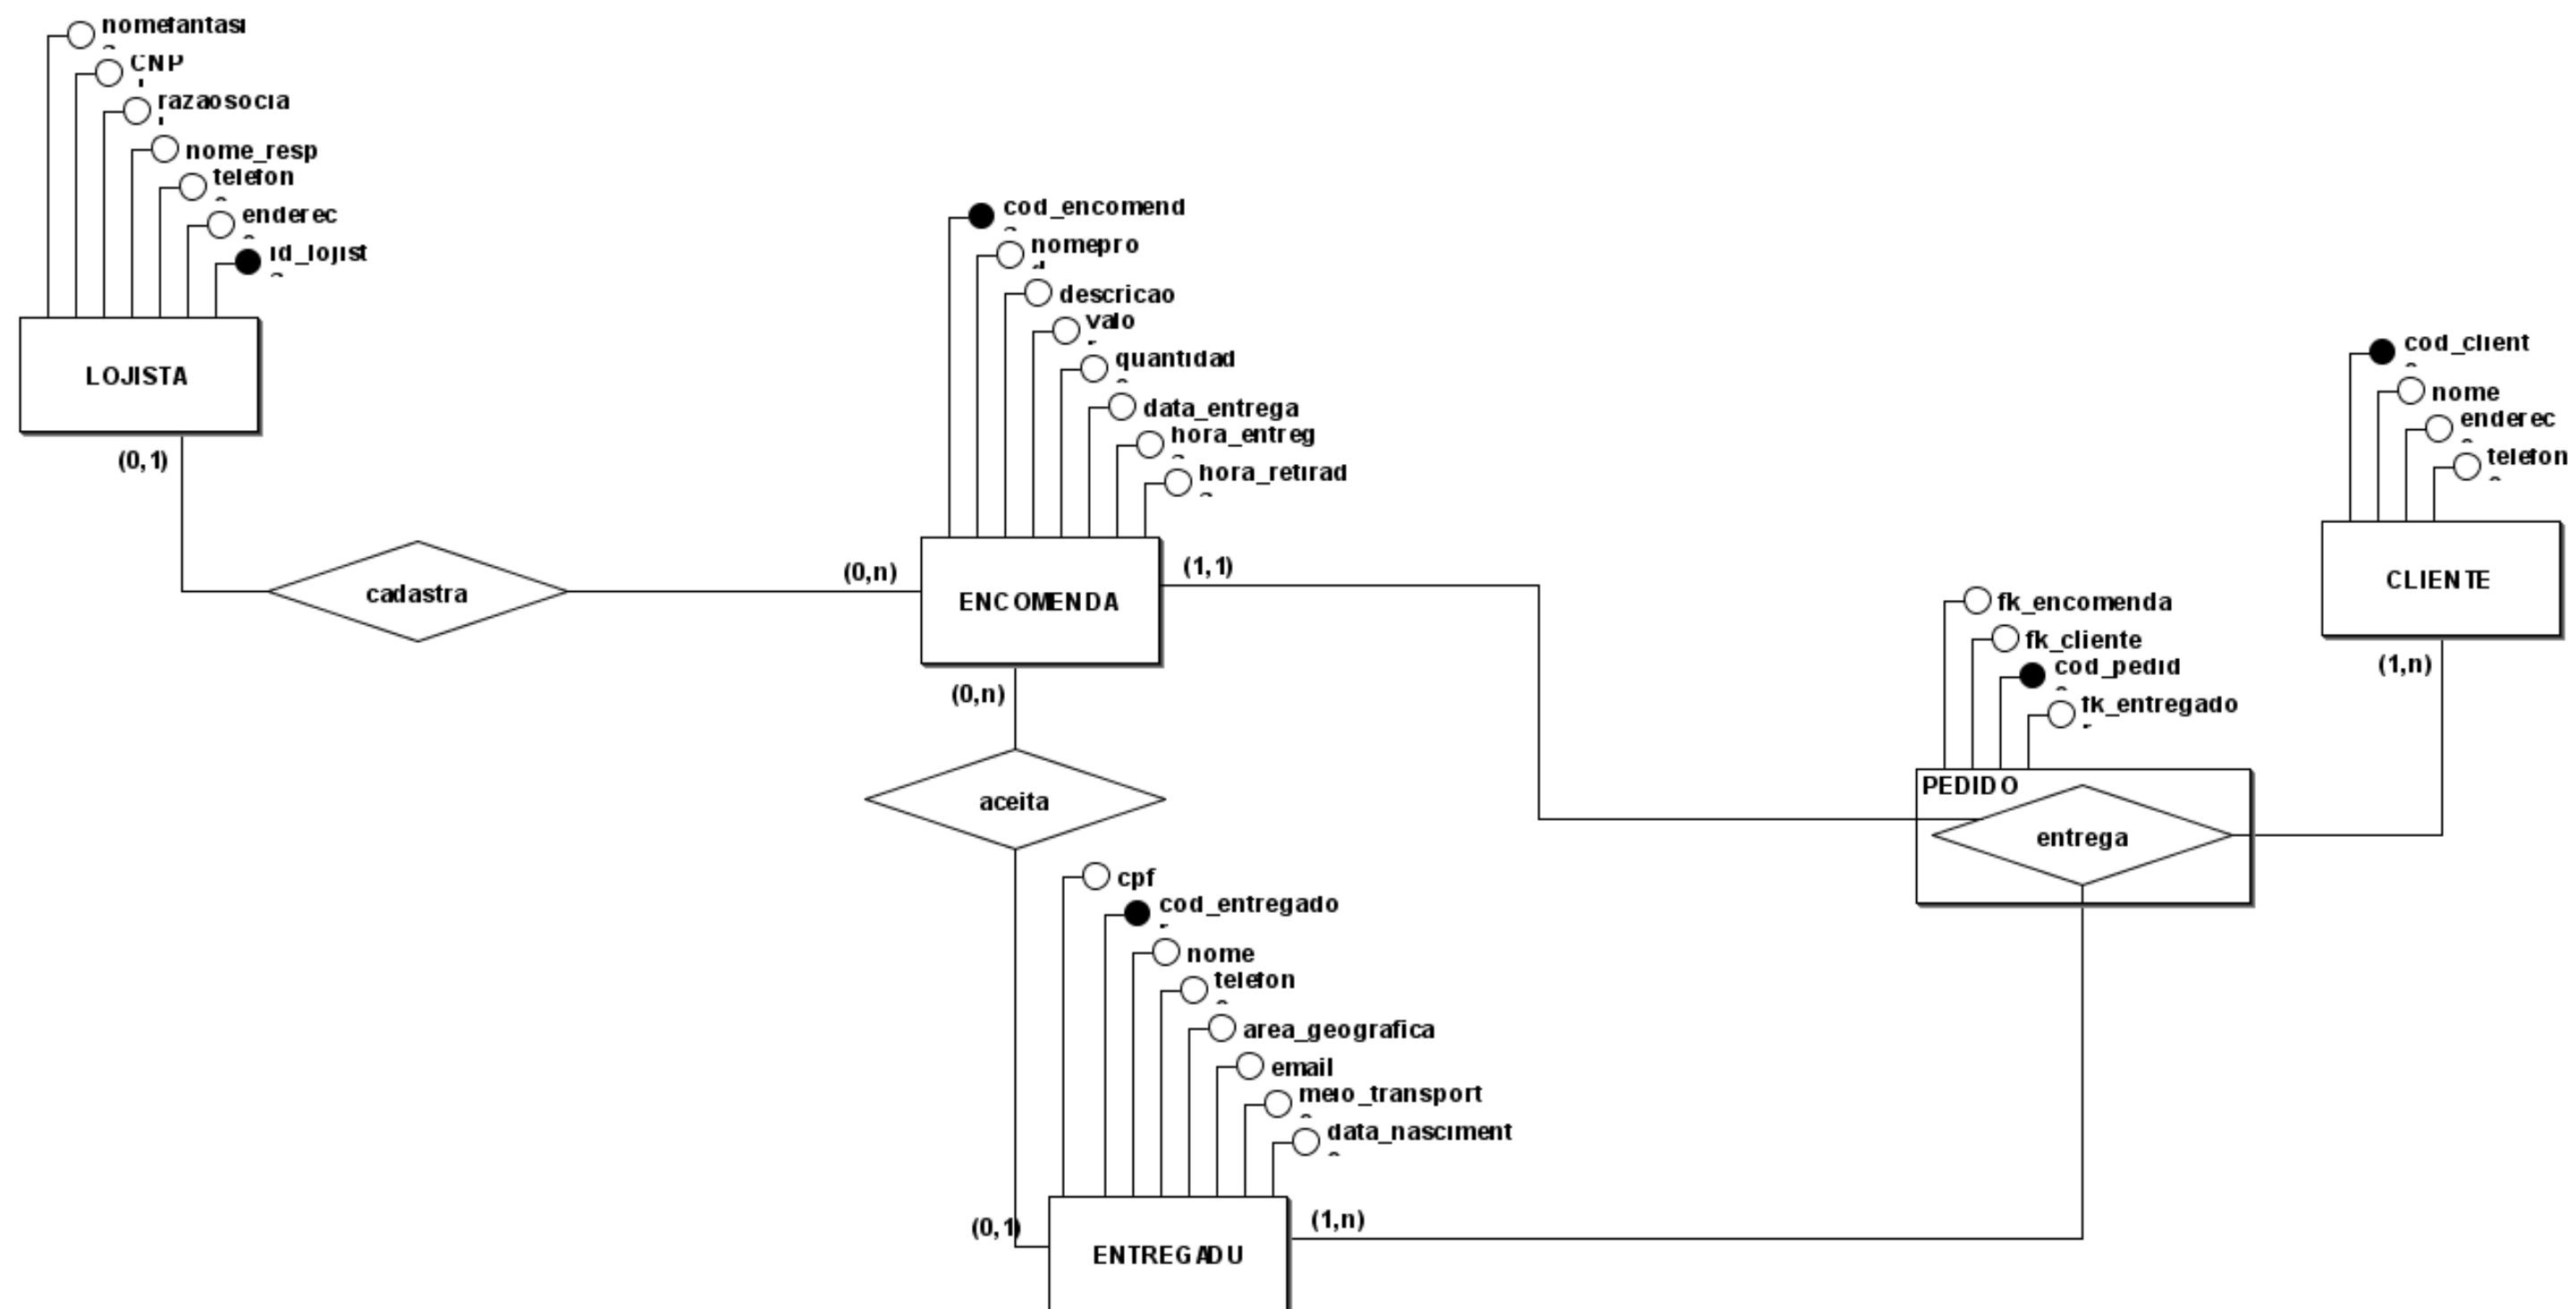 nomefantasi
a
CNP
J
razaosocia
l
nome_resp
telefon
e
enderec
o
id_lojist
a
LOJISTA
(0,1)
cadastra
(0,n)
cod_encomend
a
nomepro
d
descricao
valo
r
quantidad
e
data_entrega
hora_entreg
a
hora_retirad
a
ENCOMENDA
(1,1)
(0,n)
aceita
cpf
cod_entregado
r
nome
telefon
e
area_geografica
email
meio_transport
e
data_nasciment
o
(0,1)
ENTREGADO
(1,n)
fk_encomenda
fk_cliente
cod_pedid
o
fk_entregado
r
PEDIDO
entrega
cod_client
e
nome
enderec
o
telefon
e
CLIENTE
(1,n)